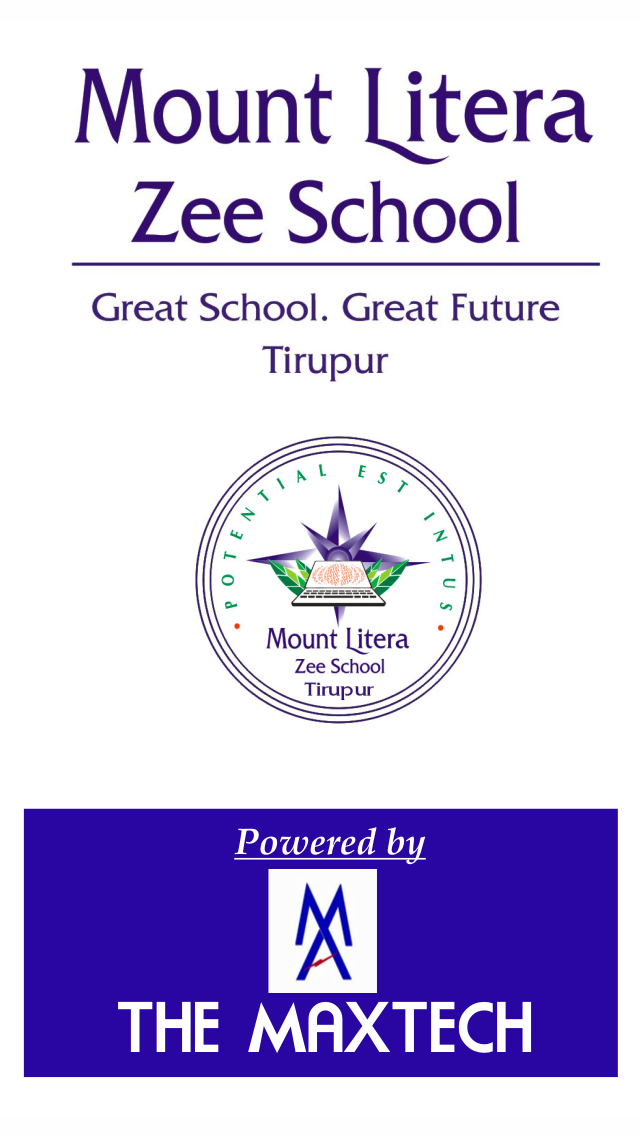 Mount Litera
Zee School
Great School. Great Future
Tirupur
POTENTIAL EST INTUS
Mount Litera
Zee School
Tirupur
Powered by
MA
THE MAXTECH